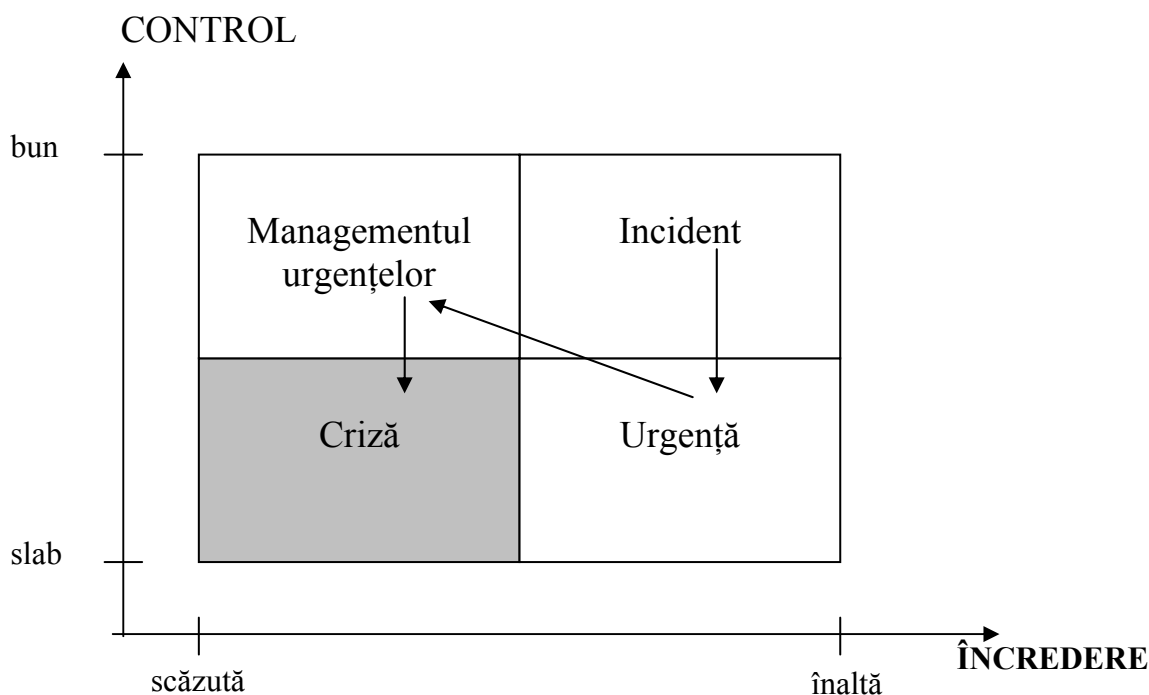 CONTROL
bun
Managementul
urgențelor
Incident
Criză
Urgență
slab
scăzută
înaltă
ÎNCREDERE